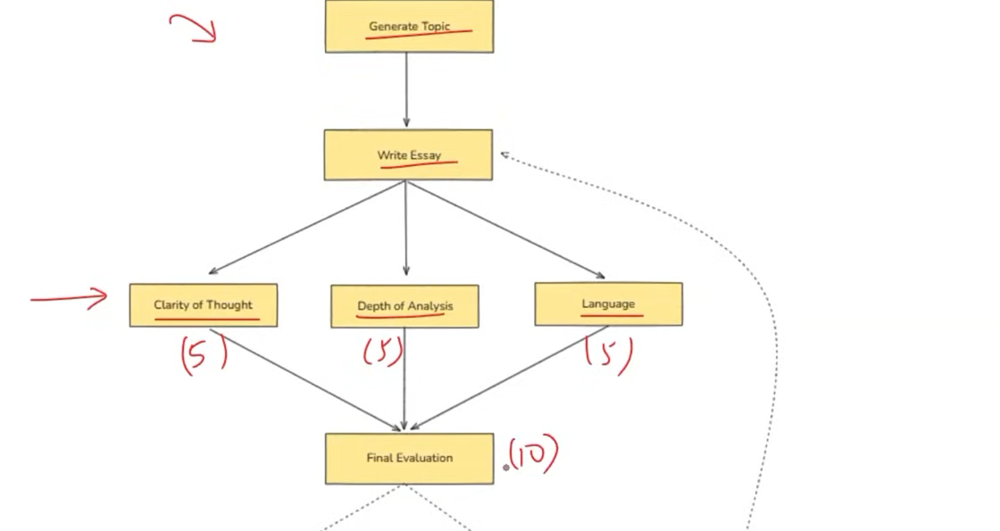 Generate Topic
Write Essay
Clarity of Thought
Depth of Analysis
Language
(5)
(5)
(5)
Final Evaluation
(10)